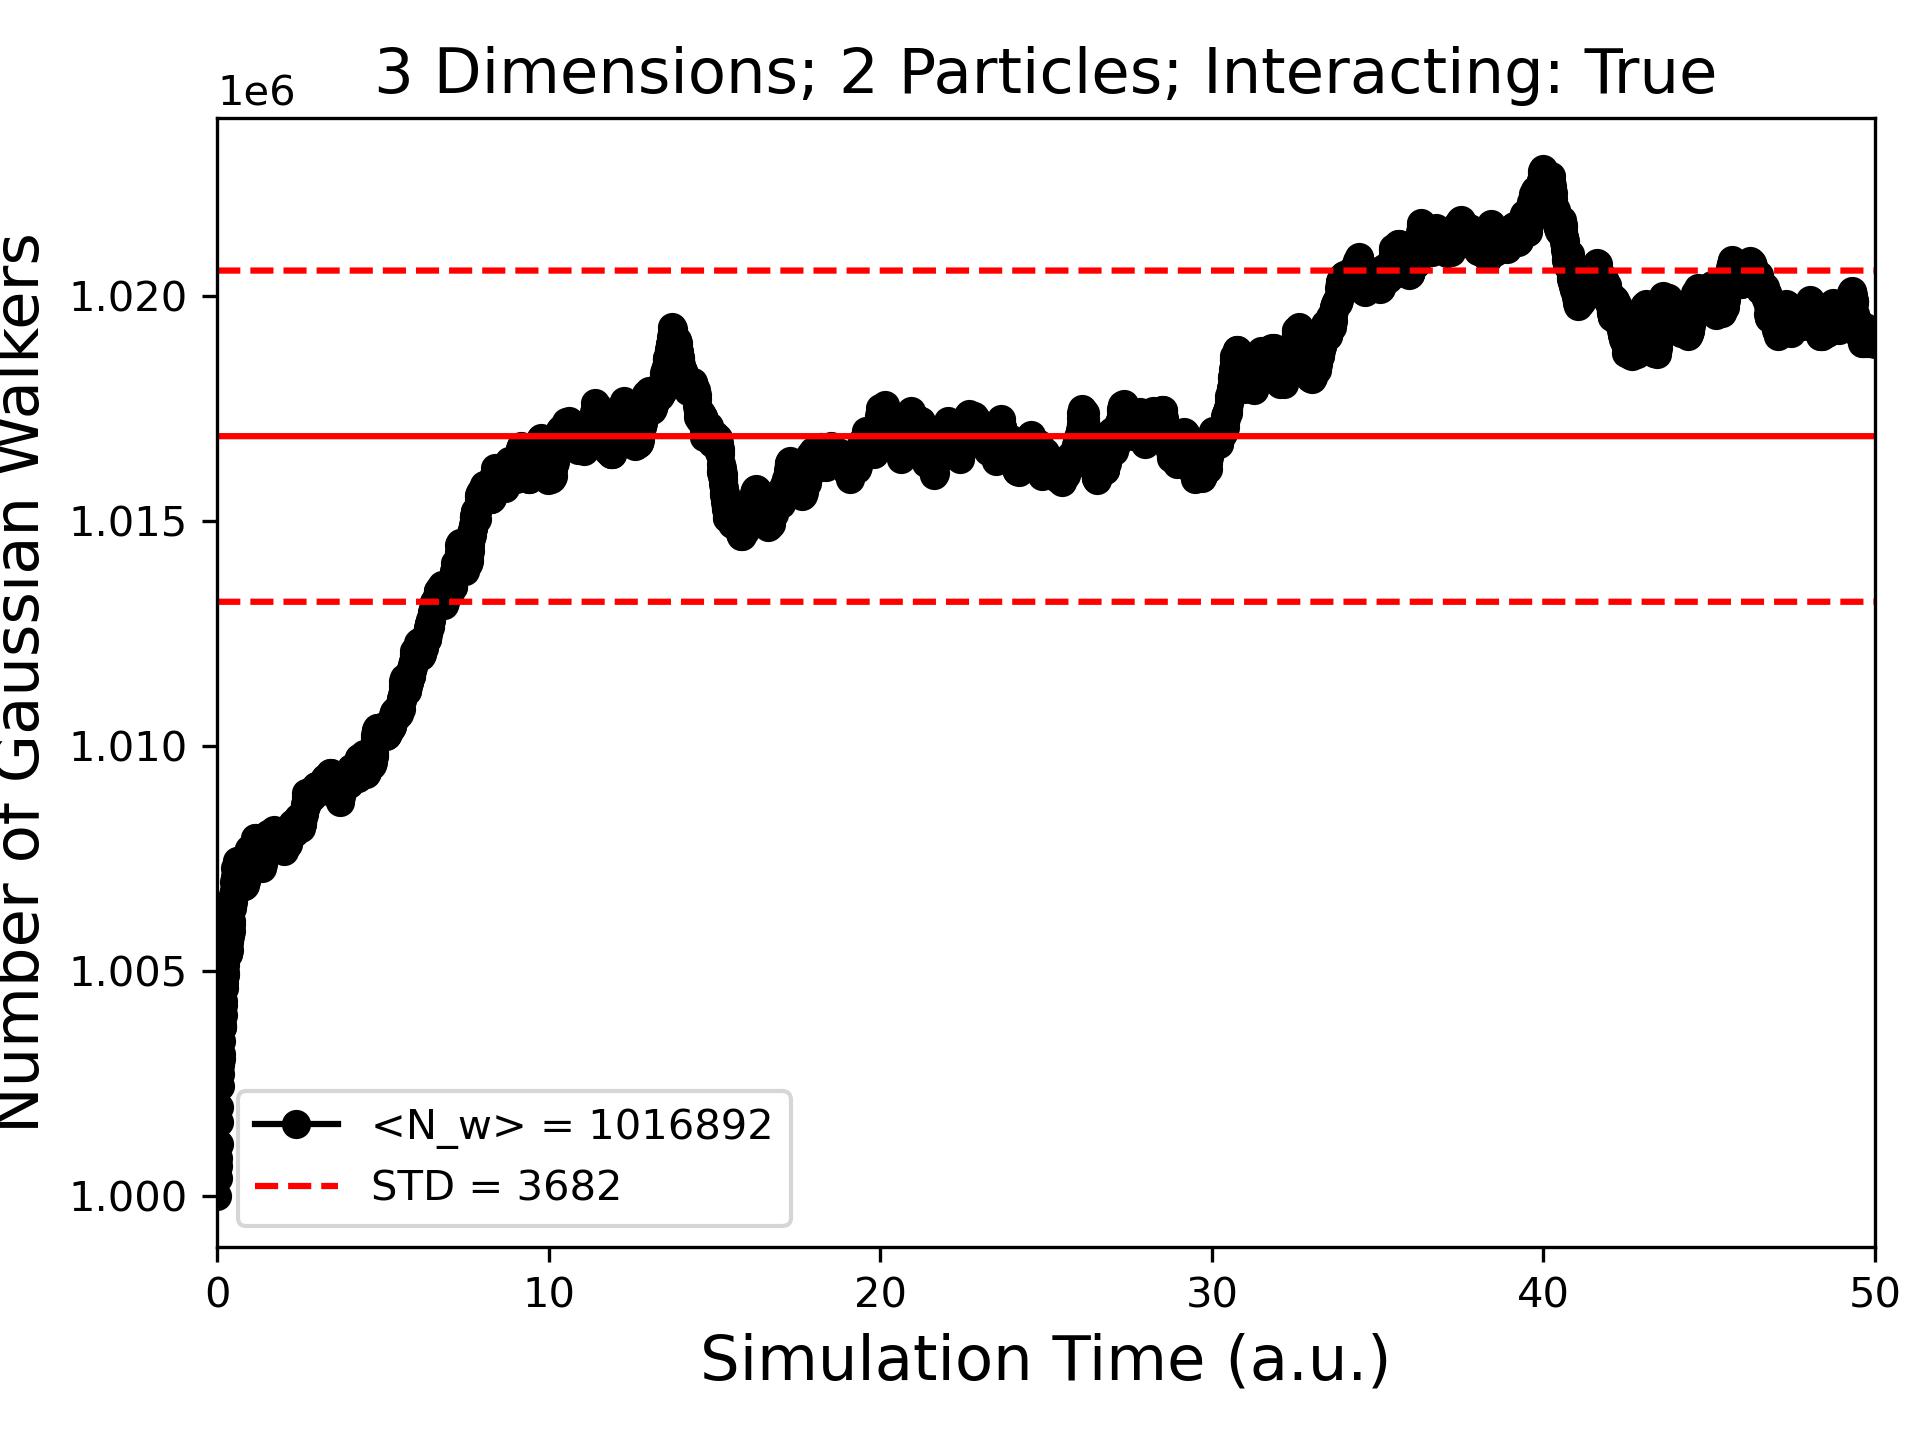 3 Dimensions; 2 Particles; Interacting: True
1e6
Number of Gaussian Walkers
1.020
1.015
1.010
1.005
1.000
<N_w> = 1016892
STD = 3682
0 10 20 30 40 50
Simulation Time (a.u.)